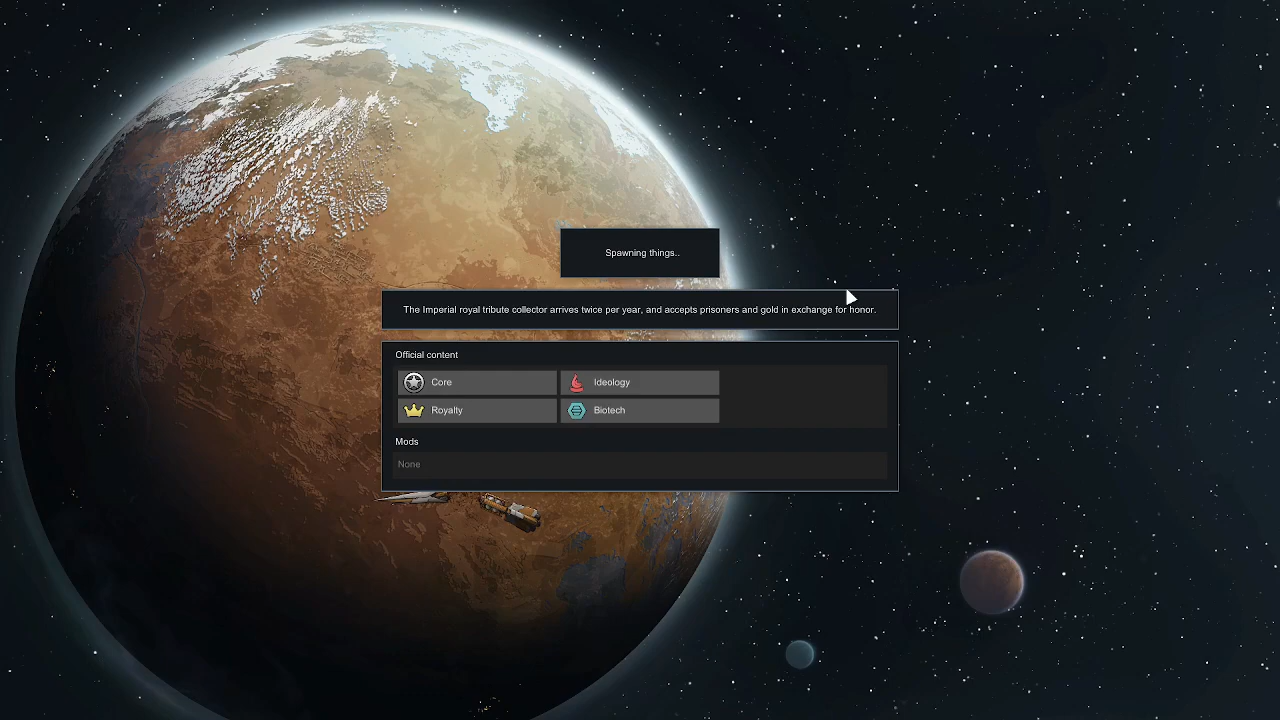 Spawning things..
The Imperial royal tribute collector arrives twice per year, and accepts prisoners and gold in exchange for honor.
Official content
Core
Ideology
Royalty
Biotech
Mods
None